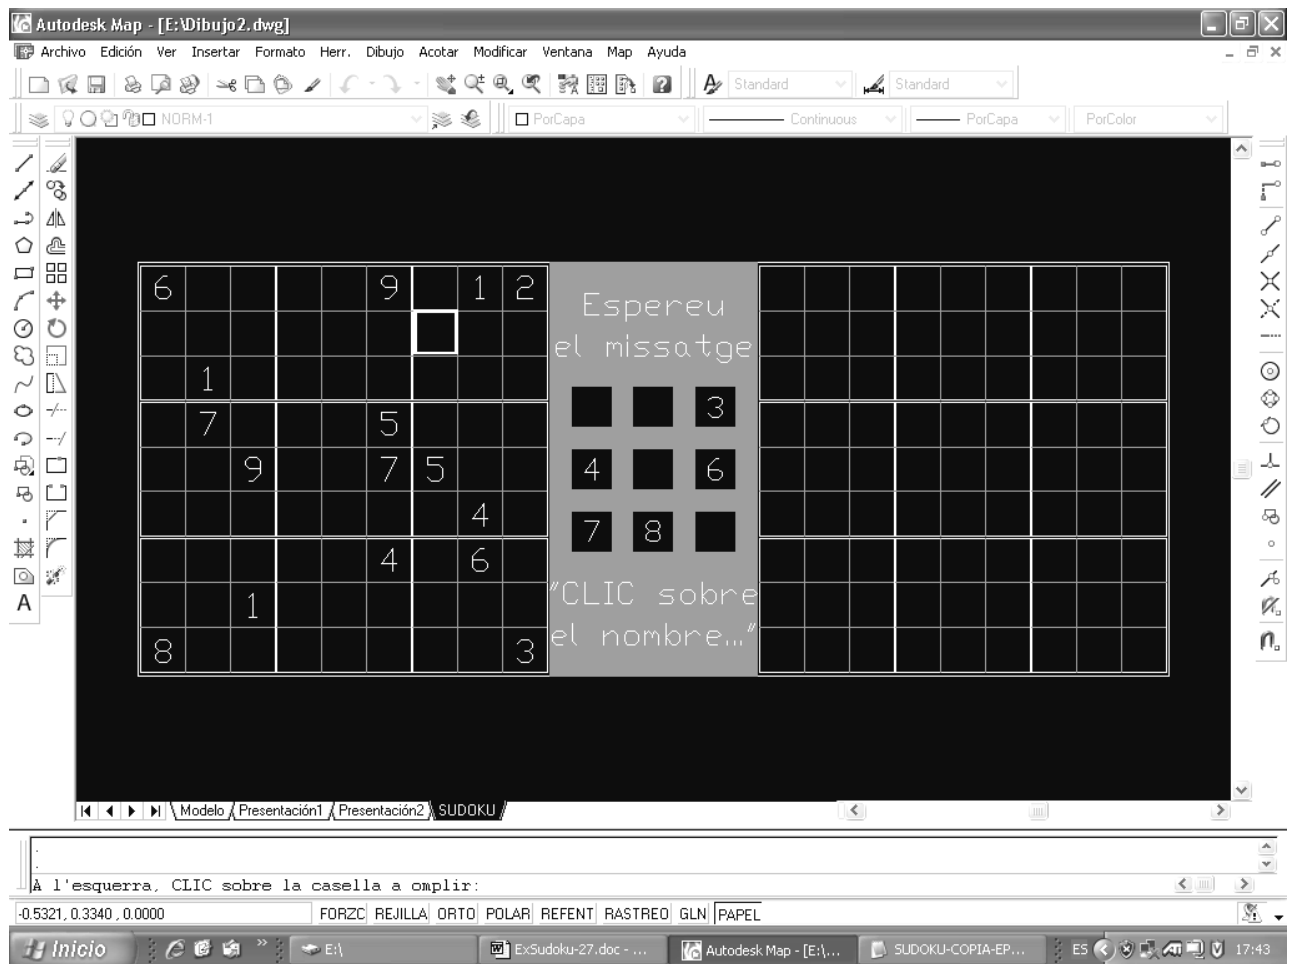 Autodesk Map - [E:\Dibujo2.dwg]
Archivo Edición Ver Insertar Formato Herr. Dibujo Acotar Modificar Ventana Map Ayuda
Standard Standard
NORM-1 PorCapa Continuous PorCapa PorColor
6 9 1 2
1
7 5
9 7 5
4
4 6
1
8 3
Espereu
el missatge
3
4 6
7 8
"CLIC sobre
el nombre..."
Modelo Presentación1 Presentación2 SUDOKU
.
.
A l'esquerra, CLIC sobre la casella a omplir:
-0.5321, 0.3340 , 0.0000 FORZC REJILLA ORTO POLAR REFENT RASTREO GLN PAPEL
Inicio » E:\ ExSudoku-27.doc - ... Autodesk Map - [E:\... SUDOKU-COPIA-EP... ES 17:43